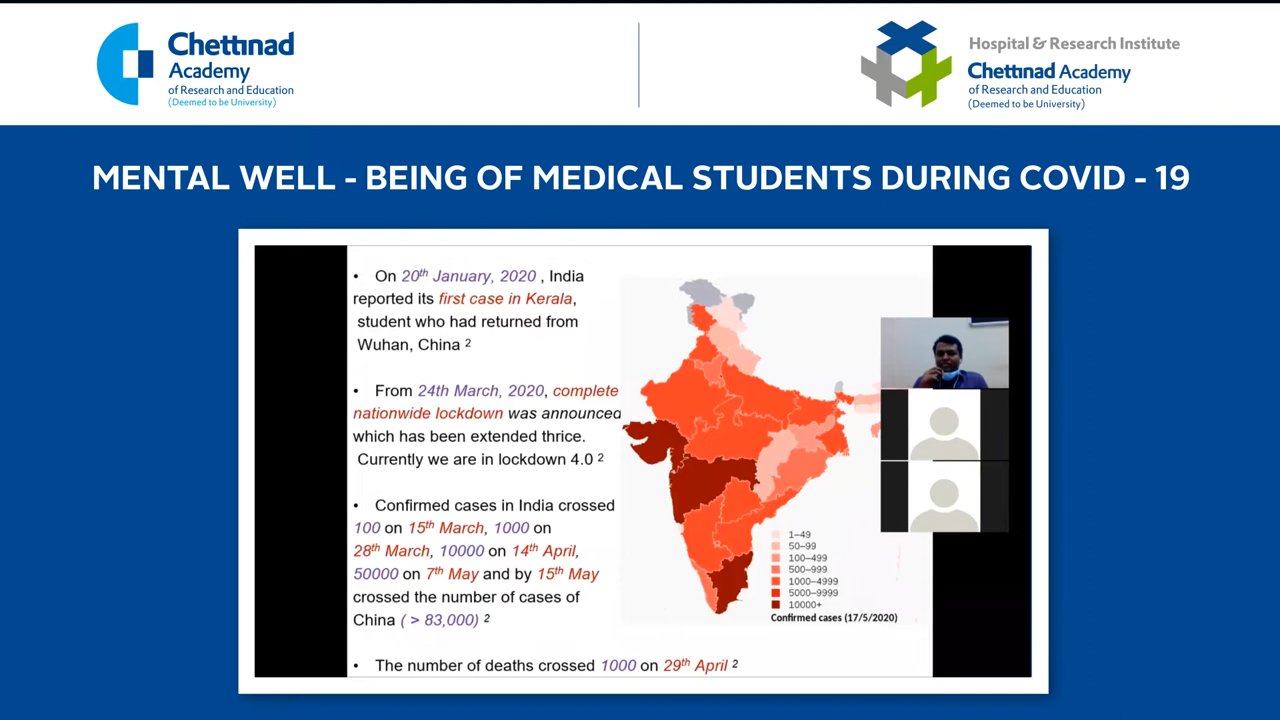 Chettinad
Academy
of Research and Education
(Deemed to be University)
Hospital & Research Institute
Chettinad Academy
of Research and Education
(Deemed to be University)
MENTAL WELL - BEING OF MEDICAL STUDENTS DURING COVID - 19
• On 20th January, 2020 , India
reported its first case in Kerala,
student who had returned from
Wuhan, China 2
• From 24th March, 2020, complete
nationwide lockdown was announced
which has been extended thrice.
Currently we are in lockdown 4.0 2
• Confirmed cases in India crossed
100 on 15th March, 1000 on
28th March, 10000 on 14th April,
50000 on 7th May and by 15th May
crossed the number of cases of
China ( > 83,000) 2
• The number of deaths crossed 1000 on 29th April 2
1–49
50–99
100–499
500–999
1000–4999
5000–9999
10000+
Confirmed cases (17/5/2020)